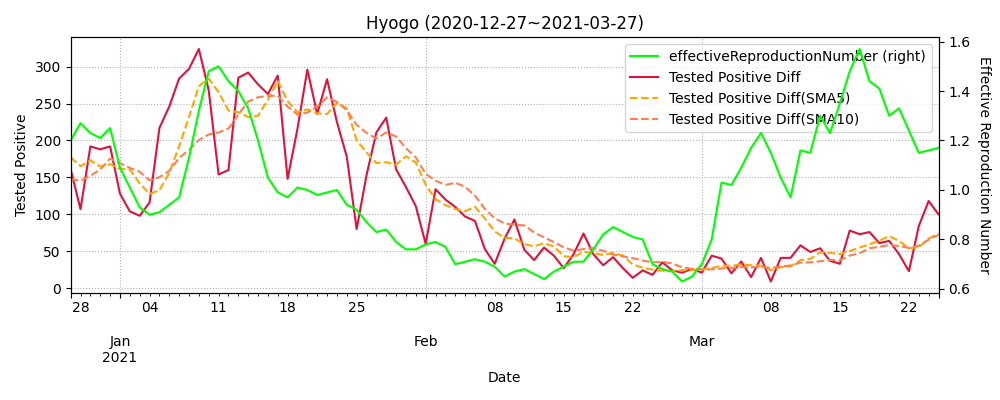 Hyogo (2020-12-27~2021-03-27)
effectiveReproductionNumber (right)
Tested Positive Diff
Tested Positive Diff(SMA5)
Tested Positive Diff(SMA10)
Tested Positive
300
250
200
150
100
50
0
1.6
1.4
1.2
1.0
0.8
0.6
Effective Reproduction Number
28 04 11 18 25 08 15 22 08 15 22
Jan Feb Mar
2021
Date